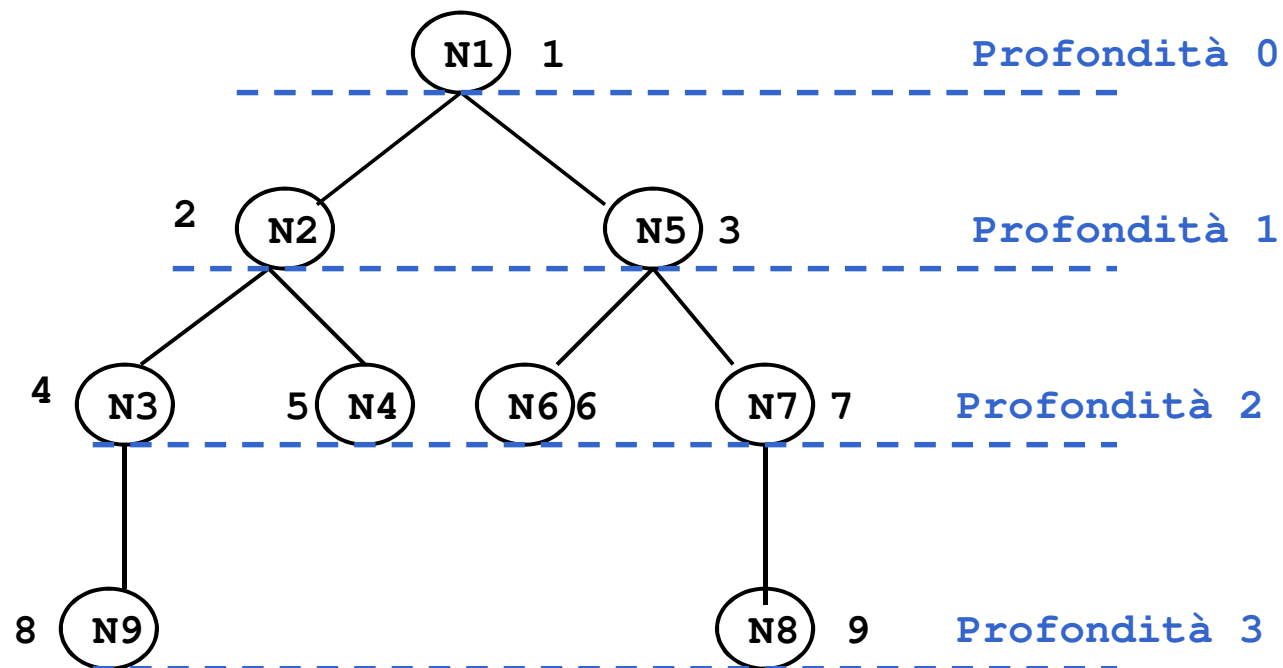 N1 1 Profondità 0
2 N2 N5 3 Profondità 1
4 N3 5 N4 N6 6 N7 7 Profondità 2
8 N9 N8 9 Profondità 3